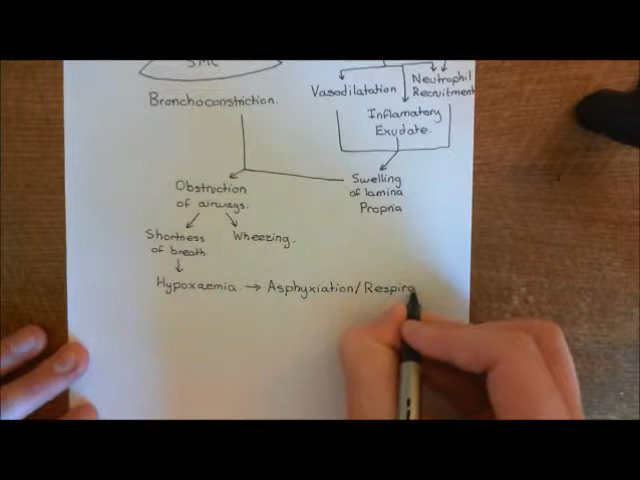 SMC
Bronchoconstriction.
Vasodilatation
Neutrophil
Recruitment
Inflamatory
Exudate.
Swelling
of lamina
Propria
Obstruction
of airways.
Shortness
of breath
Wheezing.
Hypoxaemia → Asphyxiation/Respira